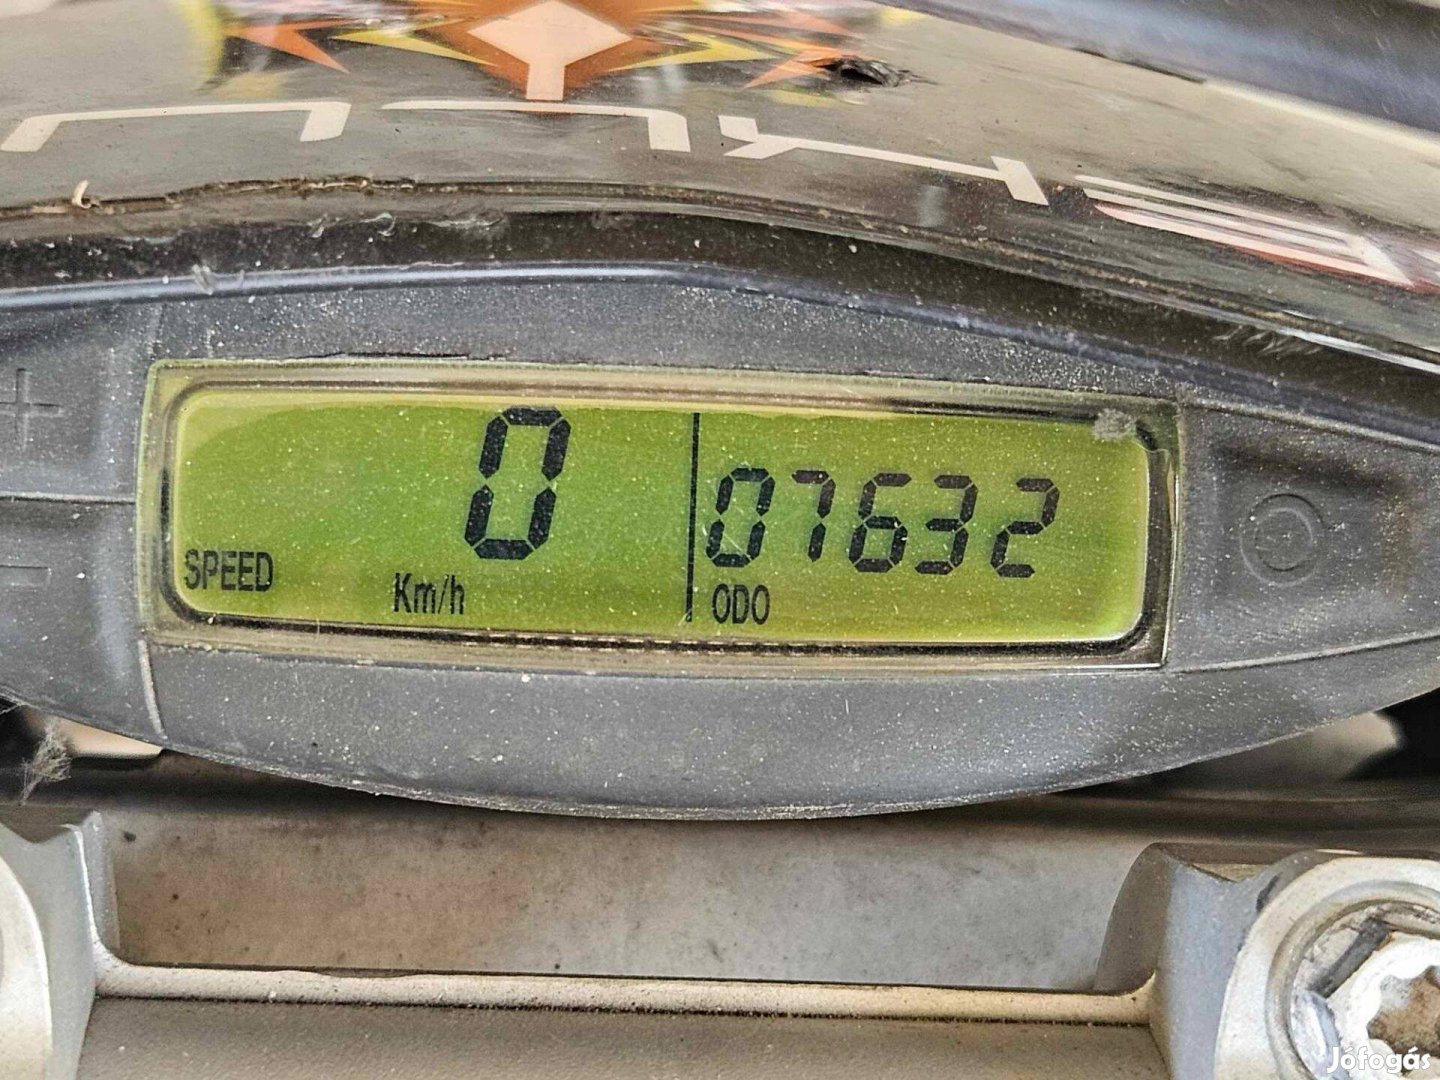 0
07632
SPEED
Km/h
ODO
Jófogás